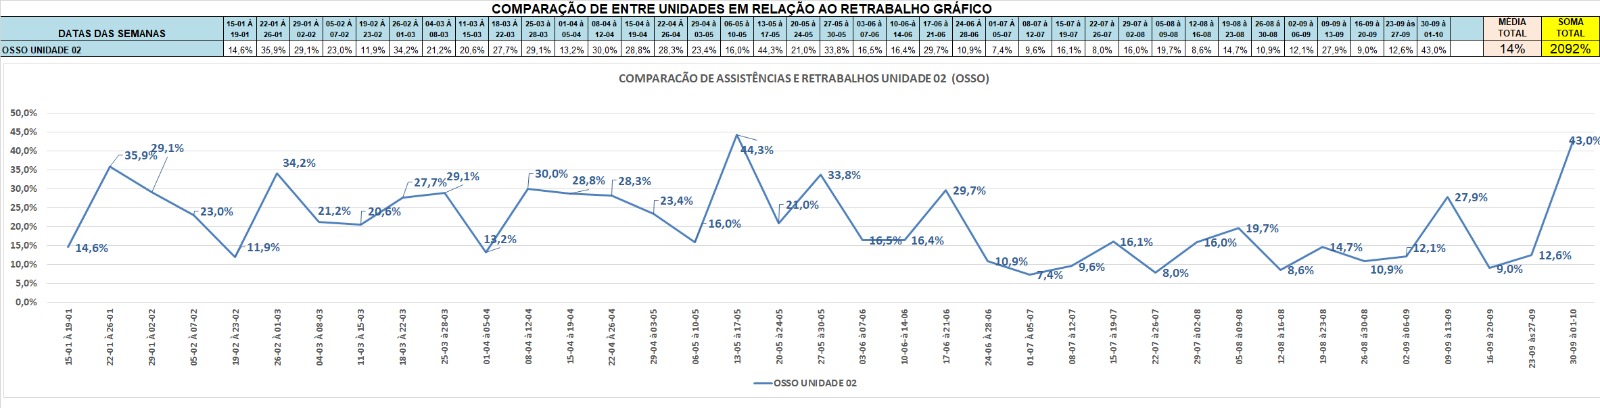 COMPARAÇÃO DE ENTRE UNIDADES EM RELAÇÃO AO RETRABALHO GRÁFICO
DATAS DAS SEMANAS 15-01 À 19-01 22-01 À 26-01 29-01 À 02-02 05-02 À 07-02 19-02 À 23-02 26-02 À 01-03 04-03 À 08-03 11-03 À 15-03 18-03 À 22-03 25-03 à 28-03 01-04 à 05-04 08-04 à 12-04 15-04 à 19-04 22-04 à 26-04 29-04 à 03-05 06-05 à 10-05 13-05 à 17-05 20-05 à 24-05 27-05 à 30-05 03-06 à 07-06 10-06-à 14-06 17-06 à 21-06 24-06 À 28-06 01-07 À 05-07 08-07 à 12-07 15-07 à 19-07 22-07 à 26-07 29-07 à 02-08 05-08 à 09-08 12-08 à 16-08 19-08 à 23-08 26-08 à 30-08 02-09 à 06-09 09-09 à 13-09 16-09 à 20-09 23-09 às 27-09 30-09 à 01-10 MÉDIA TOTAL SOMA TOTAL
OSSO UNIDADE 02 14,6% 35,9% 29,1% 23,0% 11,9% 34,2% 21,2% 20,6% 27,7% 29,1% 13,2% 30,0% 28,8% 28,3% 23,4% 16,0% 44,3% 21,0% 33,8% 16,5% 16,4% 29,7% 10,9% 7,4% 9,6% 16,1% 8,0% 16,0% 19,7% 8,6% 14,7% 10,9% 12,1% 27,9% 9,0% 12,6% 43,0% 14% 2092%
COMPARACÃO DE ASSISTÊNCIAS E RETRABALHOS UNIDADE 02 (OSSO)
50,0%
45,0%
40,0%
35,0%
30,0%
25,0%
20,0%
15,0%
10,0%
5,0%
0,0%
14,6% 35,9% 29,1% 23,0% 11,9% 34,2% 21,2% 20,6% 27,7% 29,1% 13,2% 30,0% 28,8% 28,3% 23,4% 16,0% 44,3% 21,0% 33,8% 16,5% 16,4% 29,7% 10,9% 7,4% 9,6% 16,1% 8,0% 16,0% 19,7% 8,6% 14,7% 10,9% 12,1% 27,9% 9,0% 12,6% 43,0%
15-01 À 19-01
22-01 À 26-01
29-01 À 02-02
05-02 À 07-02
19-02 À 23-02
26-02 À 01-03
04-03 À 08-03
11-03 À 15-03
18-03 À 22-03
25-03 à 28-03
01-04 à 05-04
08-04 à 12-04
15-04 à 19-04
22-04 à 26-04
29-04 à 03-05
06-05 à 10-05
13-05 à 17-05
20-05 à 24-05
27-05 à 30-05
03-06 à 07-06
10-06-à 14-06
17-06 à 21-06
24-06 À 28-06
01-07 À 05-07
08-07 à 12-07
15-07 à 19-07
22-07 à 26-07
29-07 à 02-08
05-08 à 09-08
12-08 à 16-08
19-08 à 23-08
26-08 à 30-08
02-09 à 06-09
09-09 à 13-09
16-09 à 20-09
23-09 às 27-09
30-09 à 01-10
OSSO UNIDADE 02